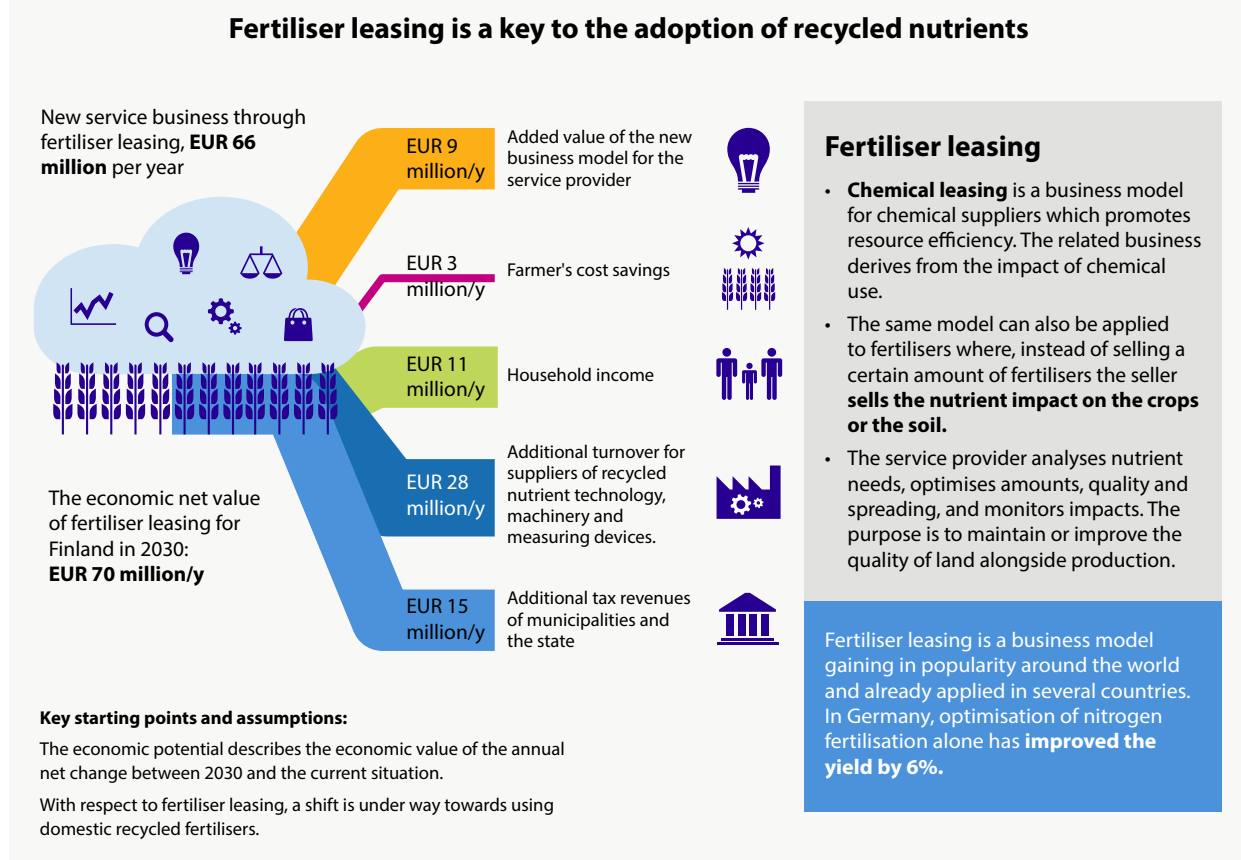 Fertiliser leasing is a key to the adoption of recycled nutrients
New service business through
fertiliser leasing, EUR 66
million per year
EUR 9
million/y
Added value of the new
business model for the
service provider
EUR 3
million/y
Farmer's cost savings
EUR 11
million/y
Household income
EUR 28
million/y
Additional turnover for
suppliers of recycled
nutrient technology,
machinery and
measuring devices.
EUR 15
million/y
Additional tax revenues
of municipalities and
the state
The economic net value
of fertiliser leasing for
Finland in 2030:
EUR 70 million/y
Key starting points and assumptions:
The economic potential describes the economic value of the annual
net change between 2030 and the current situation.
With respect to fertiliser leasing, a shift is under way towards using
domestic recycled fertilisers.
Fertiliser leasing
• Chemical leasing is a business model
for chemical suppliers which promotes
resource efficiency. The related business
derives from the impact of chemical
use.
• The same model can also be applied
to fertilisers where, instead of selling a
certain amount of fertilisers the seller
sells the nutrient impact on the crops
or the soil.
• The service provider analyses nutrient
needs, optimises amounts, quality and
spreading, and monitors impacts. The
purpose is to maintain or improve the
quality of land alongside production.
Fertiliser leasing is a business model
gaining in popularity around the world
and already applied in several countries.
In Germany, optimisation of nitrogen
fertilisation alone has improved the
yield by 6%.